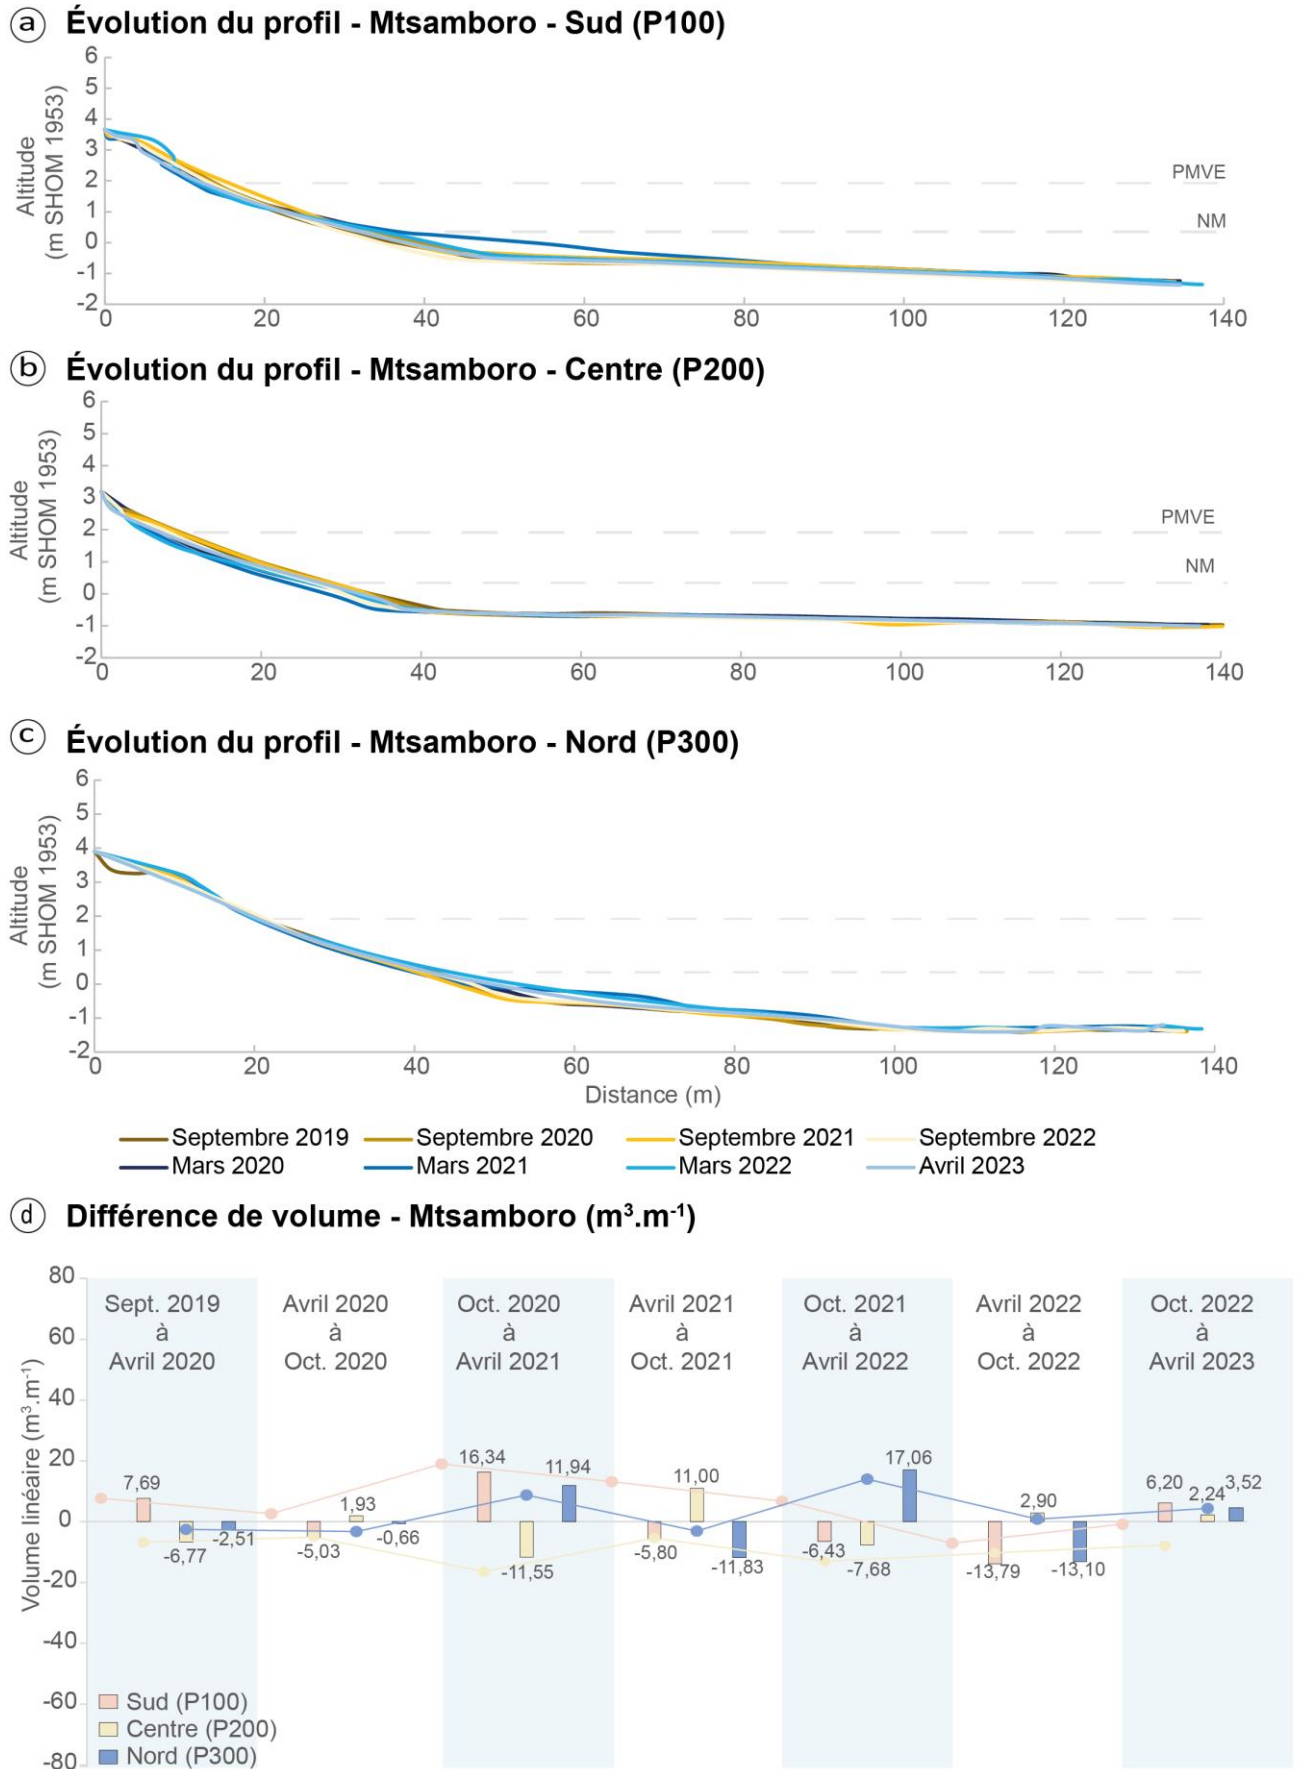 a Évolution du profil - Mtsamboro - Sud (P100)
6
5
4
3
2
1
0
-1
-2
Altitude
(m SHOM 1953)
PMVE
NM
0 20 40 60 80 100 120 140
b Évolution du profil - Mtsamboro - Centre (P200)
6
5
4
3
2
1
0
-1
-2
Altitude
(m SHOM 1953)
PMVE
NM
0 20 40 60 80 100 120 140
c Évolution du profil - Mtsamboro - Nord (P300)
6
5
4
3
2
1
0
-1
-2
Altitude
(m SHOM 1953)
0 20 40 60 80 100 120 140
Distance (m)
Septembre 2019 Septembre 2020 Septembre 2021 Septembre 2022
Mars 2020 Mars 2021 Mars 2022 Avril 2023
d Différence de volume - Mtsamboro (m³.m⁻¹)
80
60
40
20
0
-20
-40
-60
-80
Volume linéaire (m³.m⁻¹)
Sept. 2019
à
Avril 2020
Avril 2020
à
Oct. 2020
Oct. 2020
à
Avril 2021
Avril 2021
à
Oct. 2021
Oct. 2021
à
Avril 2022
Avril 2022
à
Oct. 2022
Oct. 2022
à
Avril 2023
7,69
-6,77
-2,51
-5,03
1,93
-0,66
16,34
-11,55
11,94
-5,80
11,00
-11,83
-6,43
-7,68
17,06
-13,79
2,90
-13,10
6,20
2,24
3,52
Sud (P100)
Centre (P200)
Nord (P300)